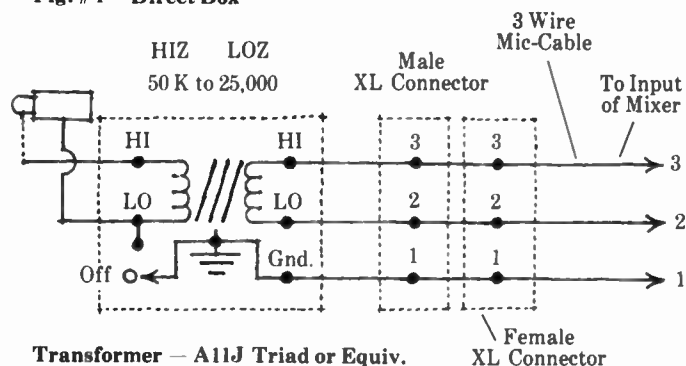 Fig. #4 Direct Box
3 Wire
Mic-Cable
HIZ LOZ
50 K to 25,000
Male
XL Connector
To Input
of Mixer
HI HI 3 3 3
LO LO 2 2 2
Off Gnd. 1 1 1
Female
XL Connector
Transformer — A11J Triad or Equiv.